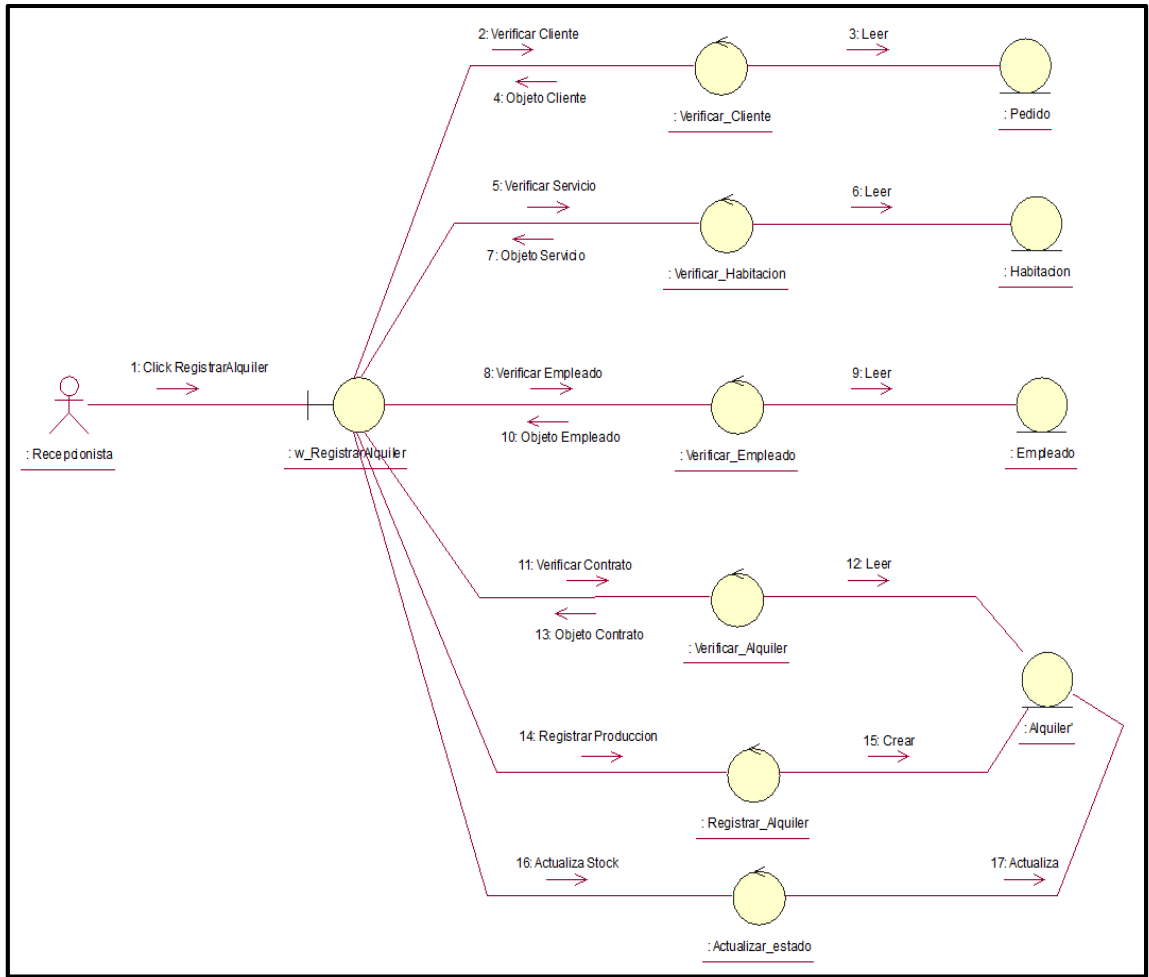 2: Verificar Cliente
3: Leer
4: Objeto Cliente
: Verificar_Cliente
: Pedido
5: Verificar Servicio
6: Leer
7: Objeto Servicio
: Verificar_Habitacion
: Habitacion
1: Click RegistrarAlquiler
8: Verificar Empleado
9: Leer
10: Objeto Empleado
: Recepcionista
: w_RegistrarAlquiler
: Verificar_Empleado
: Empleado
11: Verificar Contrato
12: Leer
13: Objeto Contrato
: Verificar_Alquiler
: Alquiler'
14: Registrar Produccion
15: Crear
: Registrar_Alquiler
16: Actualiza Stock
17: Actualiza
: Actualizar_estado